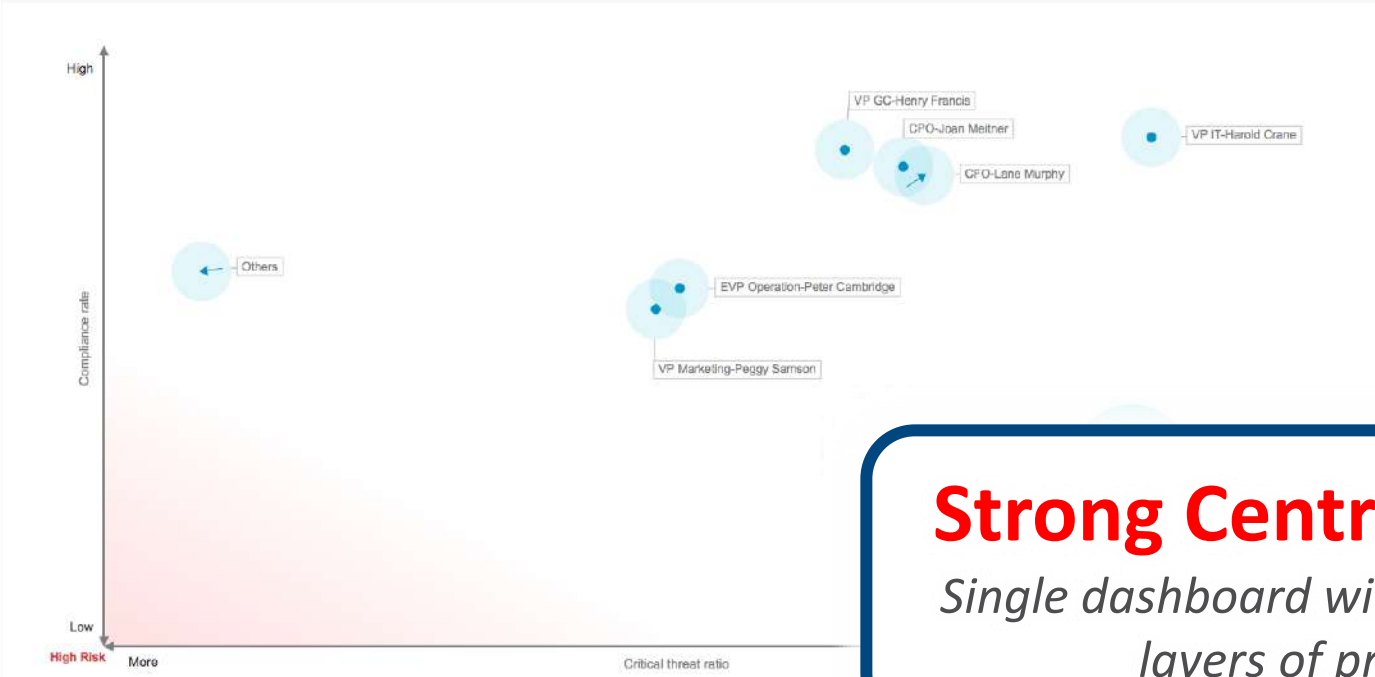 High
VP GC-Henry Francis
CPO-Joan Meitner
VP IT-Harold Crane
CFO-Lane Murphy
Others
EVP Operation-Peter Cambridge
Compliance rate
VP Marketing-Peggy Samson
Strong Centr
Single dashboard wi
layers of pr
Low
High Risk
More
Critical threat ratio